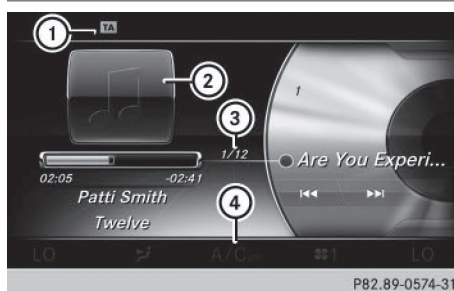 1
TA
2
1
3
1/12
Are You Experi...
02:05
-02:41
Patti Smith
Twelve
4
LO
A/C
1
LO
P82.89-0574-31